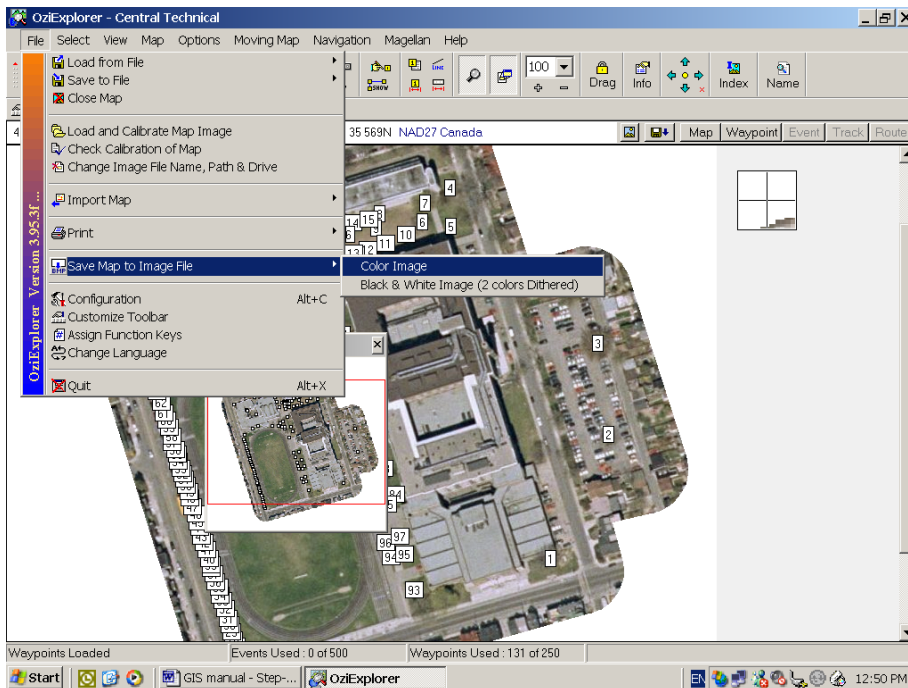 OziExplorer - Central Technical
File Select View Map Options Moving Map Navigation Magellan Help
LINE
100
SHOW
Drag Info Index Name
35 569N NAD27 Canada
Map Waypoint Event Track Route
OziExplorer Version 3.95.3f ...
Load from File
Save to File
Close Map
Load and Calibrate Map Image
Check Calibration of Map
Change Image File Name, Path & Drive
Import Map
Print
BMP
Save Map to Image File
Color Image
Black & White Image (2 colors Dithered)
Configuration Alt+C
Customize Toolbar
Assign Function Keys
Change Language
Quit Alt+X
4
7
6
5
14
15
10
11
12
13
3
2
1
62
61
84
97
96
95
94
93
47
Waypoints Loaded Events Used : 0 of 500 Waypoints Used : 131 of 250
Start GIS manual - Step-... OziExplorer EN 12:50 PM